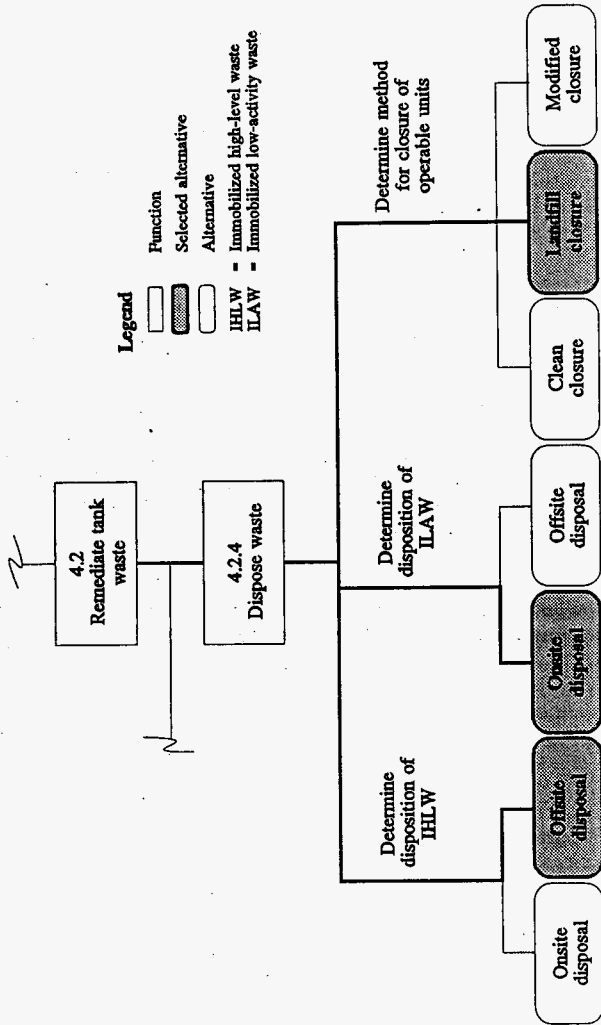 4.2
Remediate tank
waste
4.2.4
Dispose waste
Legend
Function
Selected alternative
Alternative
IHLW = Immobilized high-level waste
ILAW = Immobilized low-activity waste
Determine
disposition of
IHLW
Determine
disposition of
ILAW
Determine method
for closure of
operable units
Onsite
disposal
Offsite
disposal
Onsite
disposal
Offsite
disposal
Clean
closure
Landfill
closure
Modified
closure